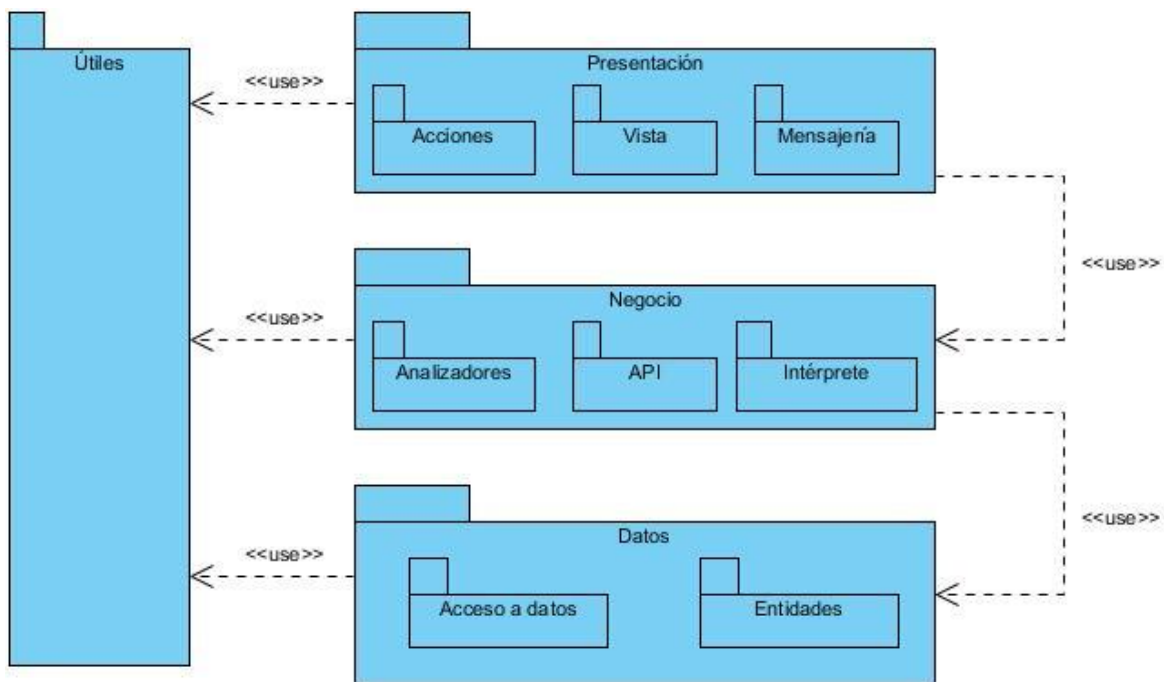 Útiles
<<use>>
Presentación
Acciones
Vista
Mensajería
<<use>>
<<use>>
Negocio
Analizadores
API
Intérprete
<<use>>
<<use>>
Datos
Acceso a datos
Entidades